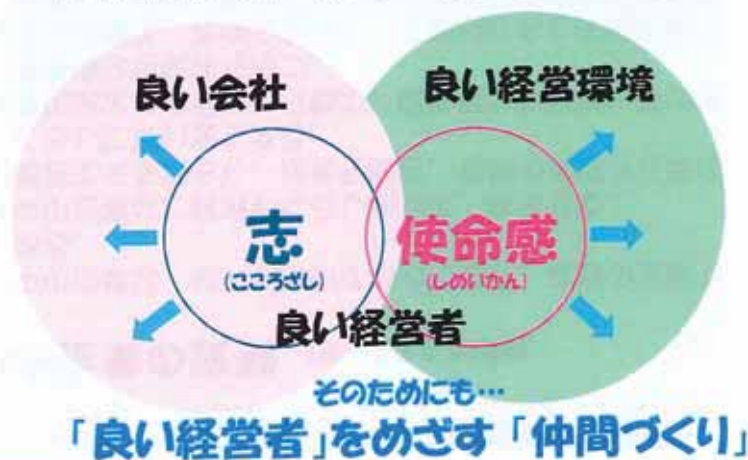 良い会社
良い経営環境
志
(こころざし)
使命感
(しめいかん)
良い経営者
そのためにも…
「良い経営者」をめざす「仲間づくり」